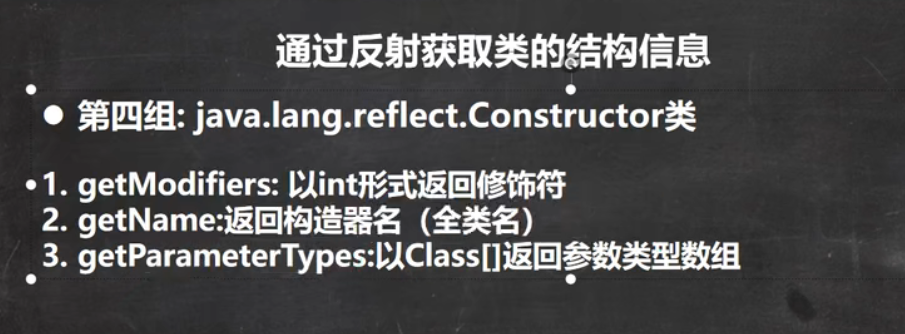 通过反射获取类的结构信息
● 第四组: java.lang.reflect.Constructor类
1. getModifiers: 以int形式返回修饰符
2. getName:返回构造器名（全类名）
3. getParameterTypes:以Class[]返回参数类型数组